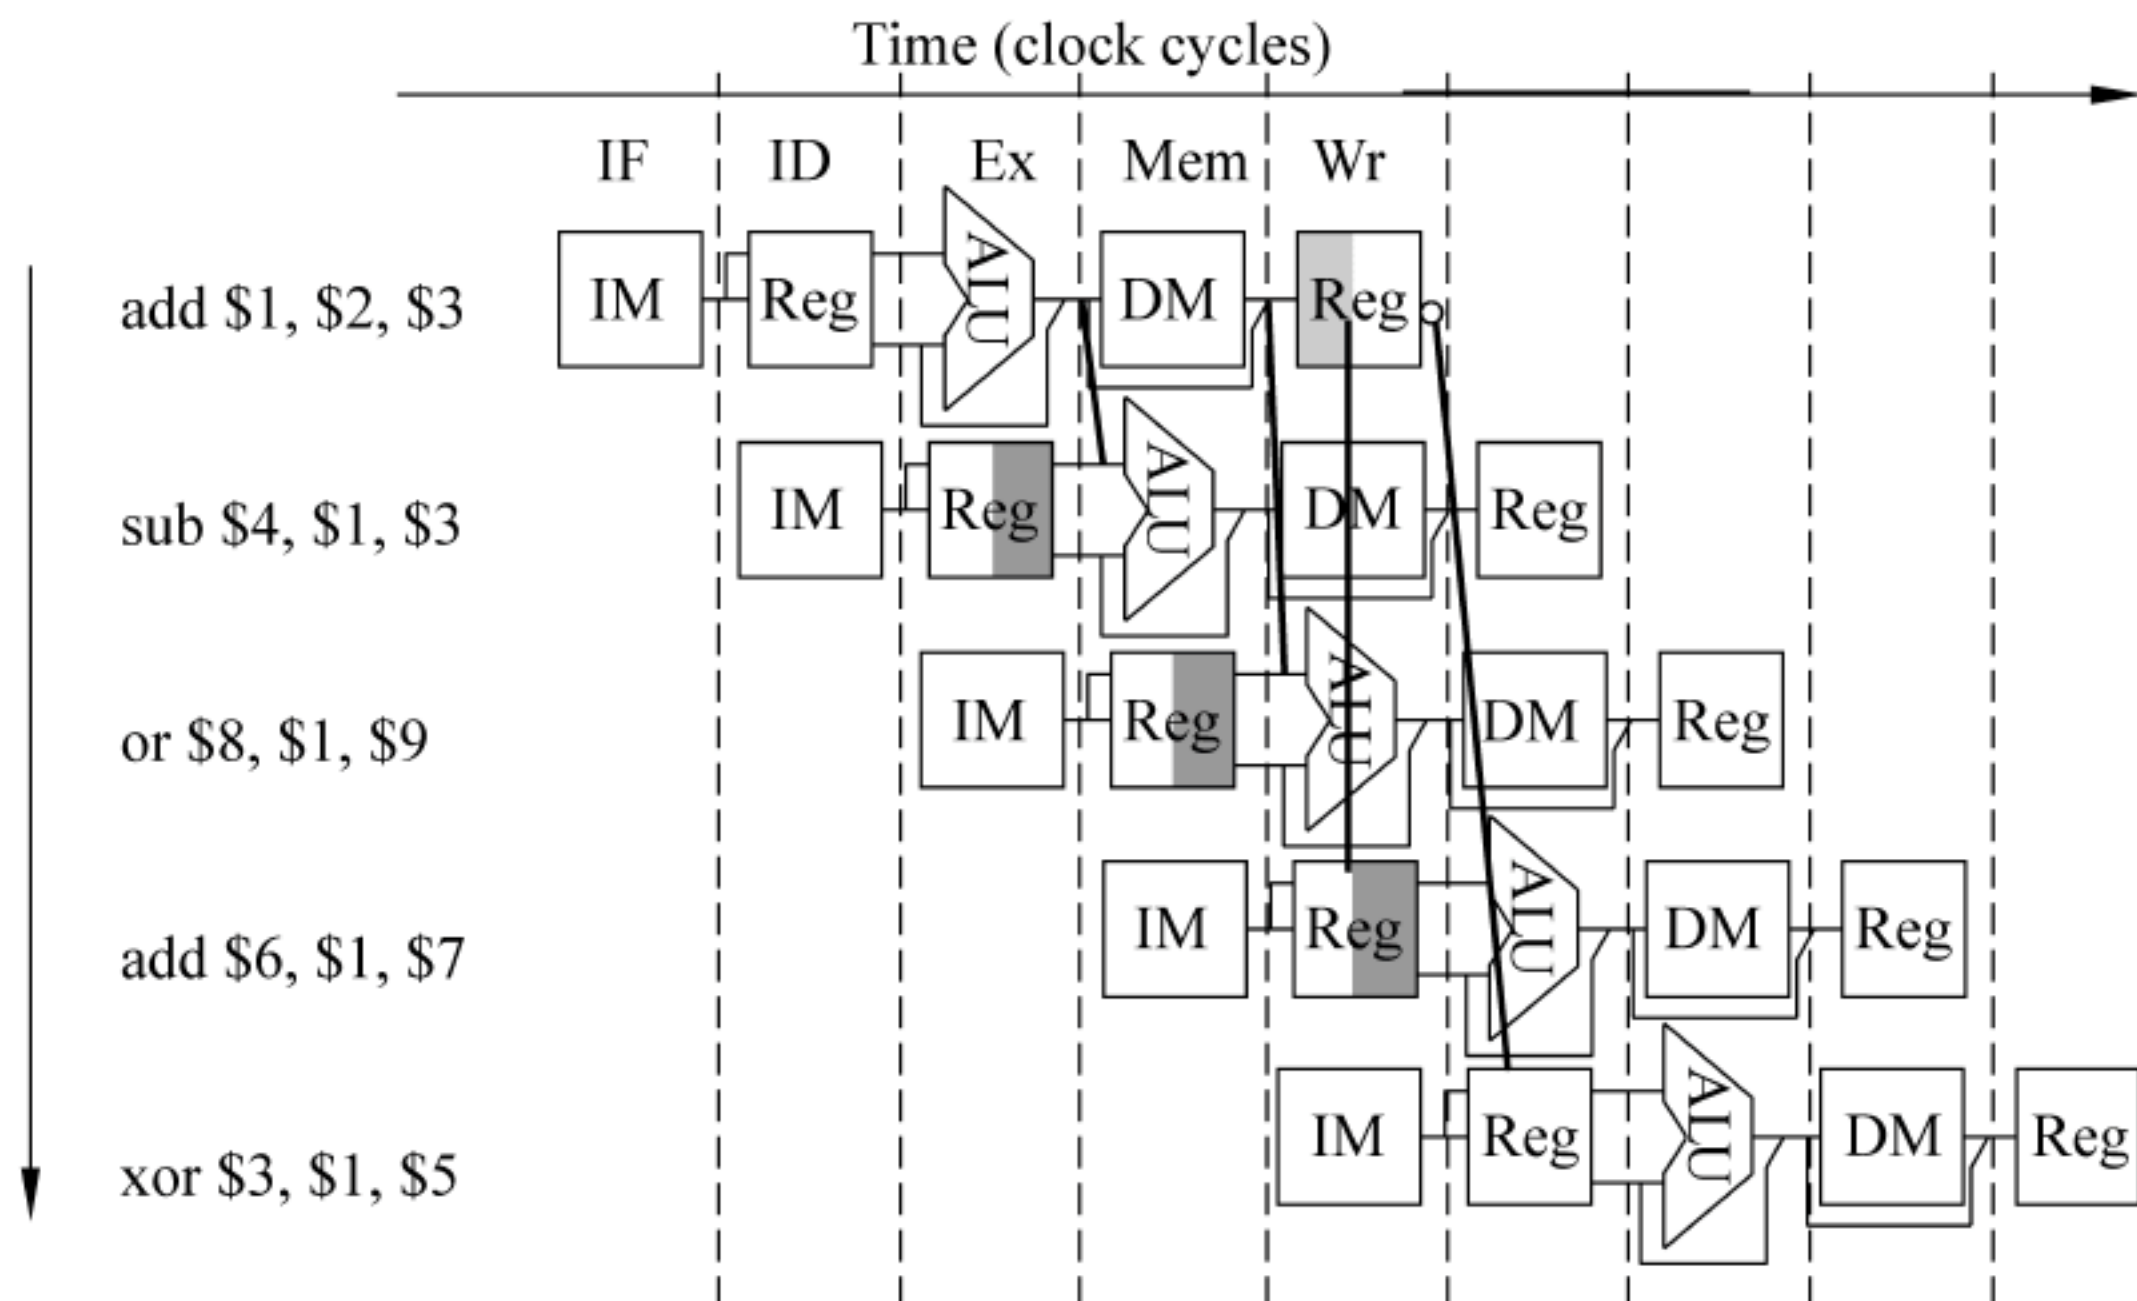 Time (clock cycles)
IF ID Ex Mem Wr
add $1, $2, $3 IM Reg ALU DM Reg
sub $4, $1, $3 IM Reg ALU DM Reg
or $8, $1, $9 IM Reg ALU DM Reg
add $6, $1, $7 IM Reg ALU DM Reg
xor $3, $1, $5 IM Reg ALU DM Reg